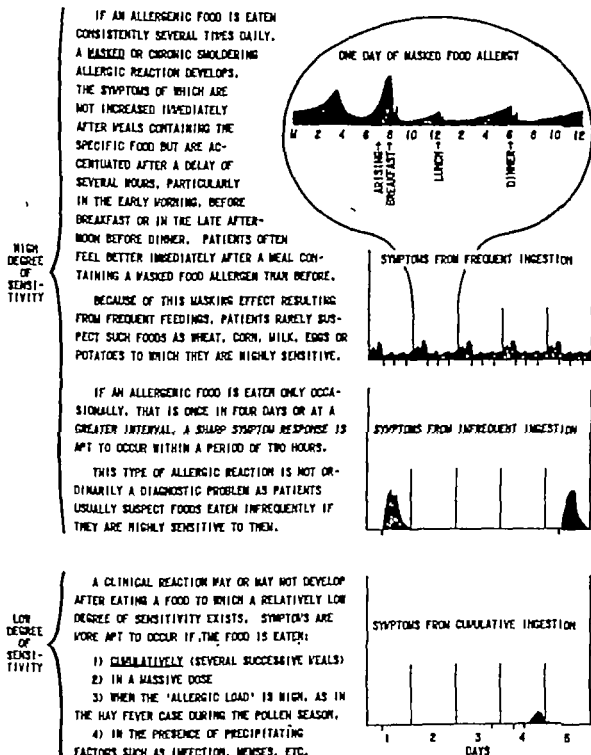 IF AN ALLERGENIC FOOD IS EATEN
CONSISTENTLY SEVERAL TIMES DAILY,
A MASKED OR CHRONIC SMOLDERING
ALLERGIC REACTION DEVELOPS,
THE SYMPTOMS OF WHICH ARE
NOT INCREASED IMMEDIATELY
AFTER MEALS CONTAINING THE
SPECIFIC FOOD BUT ARE AC-
CENTUATED AFTER A DELAY OF
SEVERAL HOURS, PARTICULARLY
IN THE EARLY MORNING, BEFORE
BREAKFAST OR IN THE LATE AFTER-
NOON BEFORE DINNER. PATIENTS OFTEN
FEEL BETTER IMMEDIATELY AFTER A MEAL CON-
TAINING A MASKED FOOD ALLERGEN THAN BEFORE.
BECAUSE OF THIS MASKING EFFECT RESULTING
FROM FREQUENT FEEDINGS, PATIENTS RARELY SUS-
PECT SUCH FOODS AS WHEAT, CORN, MILK, EGGS OR
POTATOES TO WHICH THEY ARE HIGHLY SENSITIVE.
HIGH
DEGREE
OF
SENSI-
TIVITY
IF AN ALLERGENIC FOOD IS EATEN ONLY OCCA-
SIONALLY, THAT IS ONCE IN FOUR DAYS OR AT A
GREATER INTERVAL, A SHARP SYMPTOM RESPONSE IS
APT TO OCCUR WITHIN A PERIOD OF TWO HOURS.
THIS TYPE OF ALLERGIC REACTION IS NOT OR-
DINARILY A DIAGNOSTIC PROBLEM AS PATIENTS
USUALLY SUSPECT FOODS EATEN INFREQUENTLY IF
THEY ARE HIGHLY SENSITIVE TO THEM.
LOW
DEGREE
OF
SENSI-
TIVITY
A CLINICAL REACTION MAY OR MAY NOT DEVELOP
AFTER EATING A FOOD TO WHICH A RELATIVELY LOW
DEGREE OF SENSITIVITY EXISTS. SYMPTOMS ARE
MORE APT TO OCCUR IF THE FOOD IS EATEN:
1) CUMULATIVELY (SEVERAL SUCCESSIVE MEALS)
2) IN A MASSIVE DOSE
3) WHEN THE 'ALLERGIC LOAD' IS HIGH, AS IN
THE HAY FEVER CASE DURING THE POLLEN SEASON.
4) IN THE PRESENCE OF PRECIPITATING
FACTORS SUCH AS INFECTION, MENSES, ETC.
ONE DAY OF MASKED FOOD ALLERGY
M 2 4 6 8 10 12 2 4 6 8 10 12
ARISING→
BREAKFAST→
LUNCH→
DINNER→
SYMPTOMS FROM FREQUENT INGESTION
SYMPTOMS FROM INFREQUENT INGESTION
SYMPTOMS FROM CUMULATIVE INGESTION
1 2 3 4 5
DAYS